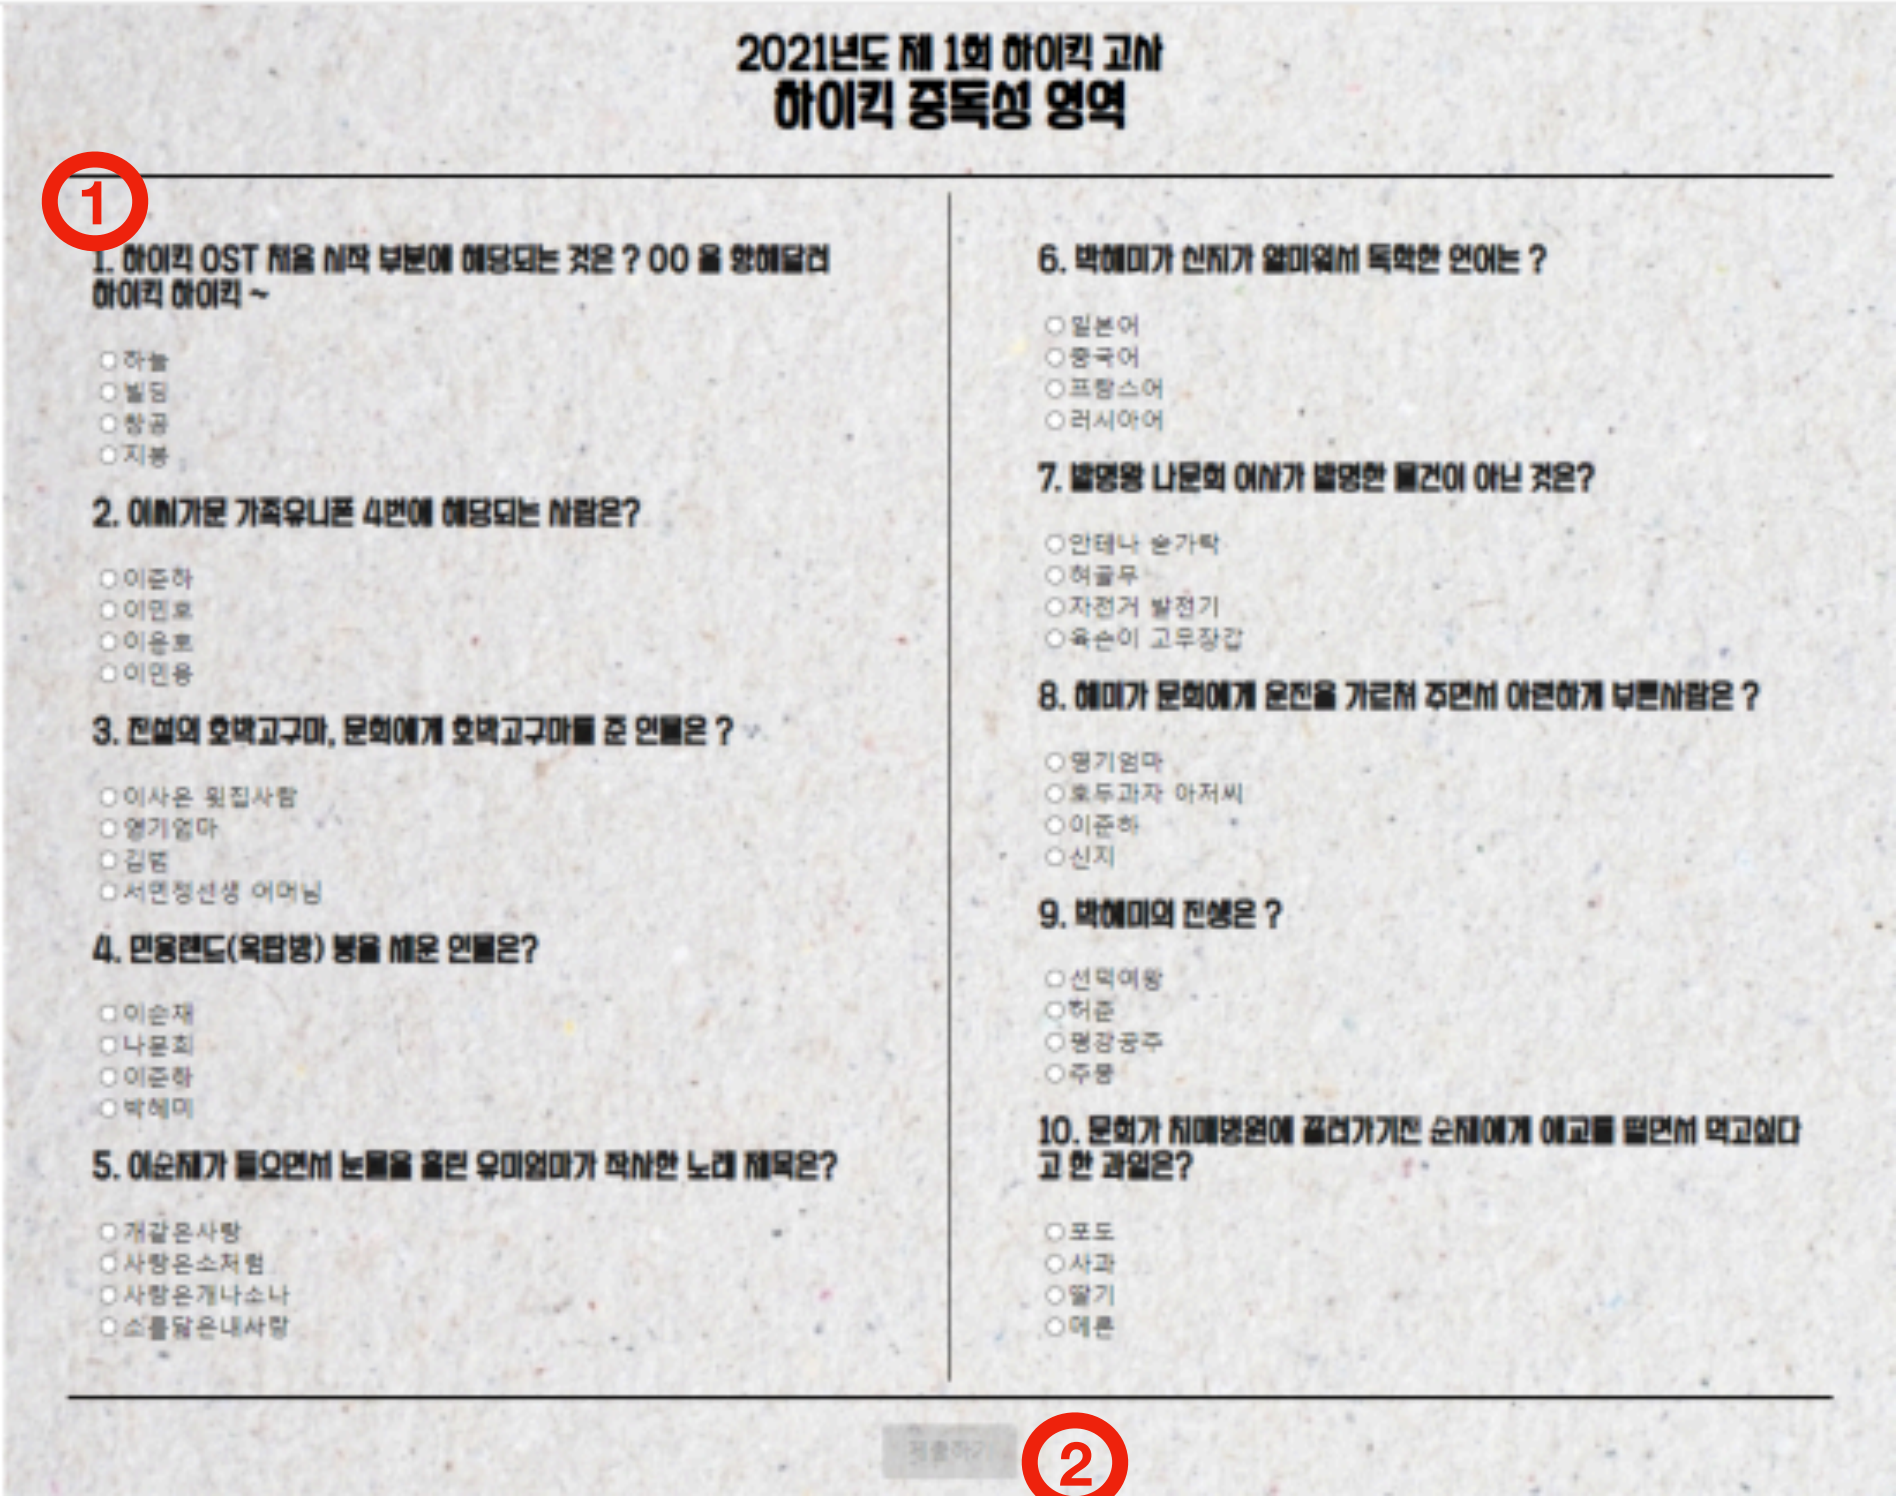 2021년도 제 1회 하이킥 고사
하이킥 중독성 영역
1
1. 하이킥 OST 처음 시작 부분에 해당되는 것은 ? OO 을 향해달려
하이킥 하이킥 ~
하늘
빌딩
창공
지붕
2. 이씨가문 가족유니폰 4번에 해당되는 사람은?
이준하
이민호
이윤호
이민용
3. 전설의 호박고구마, 문희에게 호박고구마를 준 인물은 ?
이사온 윗집사람
영기엄마
김범
서민정선생 어머님
4. 민용랜드(옥탑방) 봉을 세운 인물은?
이순재
나문희
이준하
박해미
5. 이순재가 들으면서 눈물을 흘린 유미엄마가 작사한 노래 제목은?
개같은사랑
사랑은소처럼
사랑은개나소나
소를닮은내사랑
6. 박해미가 신지가 얄미워서 독학한 언어는 ?
일본어
중국어
프랑스어
러시아어
7. 발명왕 나문희 여사가 발명한 물건이 아닌 것은?
안테나 숟가락
혀골무
자전거 발전기
육손이 고무장갑
8. 해미가 문희에게 운전을 가르쳐 주면서 아련하게 부른사람은 ?
영기엄마
호두과자 아저씨
이준하
신지
9. 박해미의 전생은 ?
선덕여왕
허준
평강공주
주몽
10. 문희가 치매병원에 끌려가기전 순재에게 애교를 떨면서 먹고싶다
고 한 과일은?
포도
사과
딸기
메론
제출하기
2